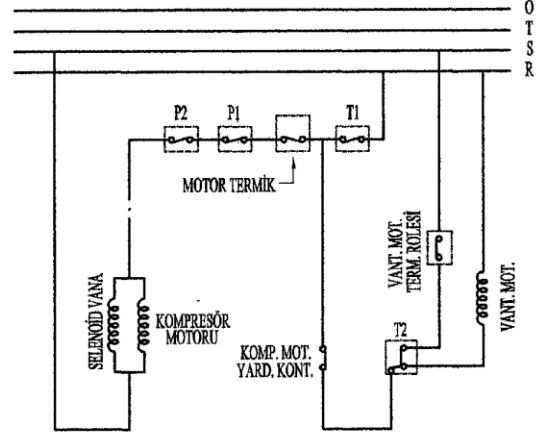 O
T
S
R
P2
P1
T1
MOTOR TERMİK
VANT. MOT.
TERM. ROLESİ
VANT. MOT.
SELENOİD VANA
KOMPRESÖR
MOTORU
KOMP. MOT.
YARD. KONT.
T2